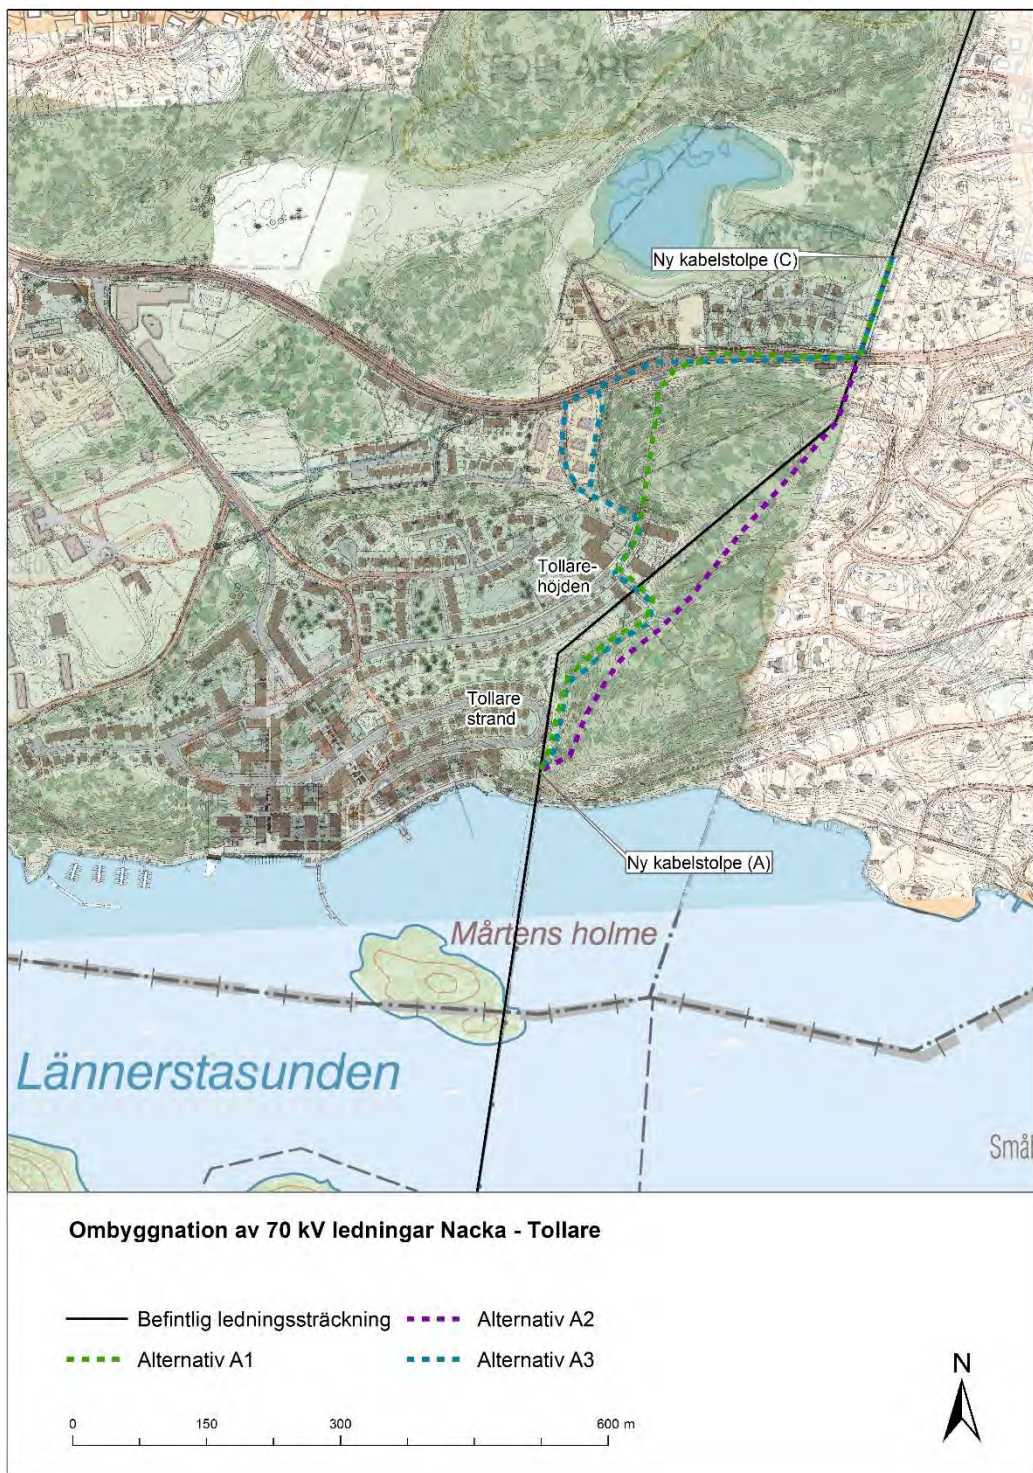 TOLLARE
Ny kabelstolpe (C)
Tollare-
höjden
Tollare
strand
Ny kabelstolpe (A)
Mårtens holme
Lännerstasunden
Smål
Ombyggnation av 70 kV ledningar Nacka - Tollare
Befintlig ledningssträckning
Alternativ A2
Alternativ A1
Alternativ A3
N
0 150 300 600 m